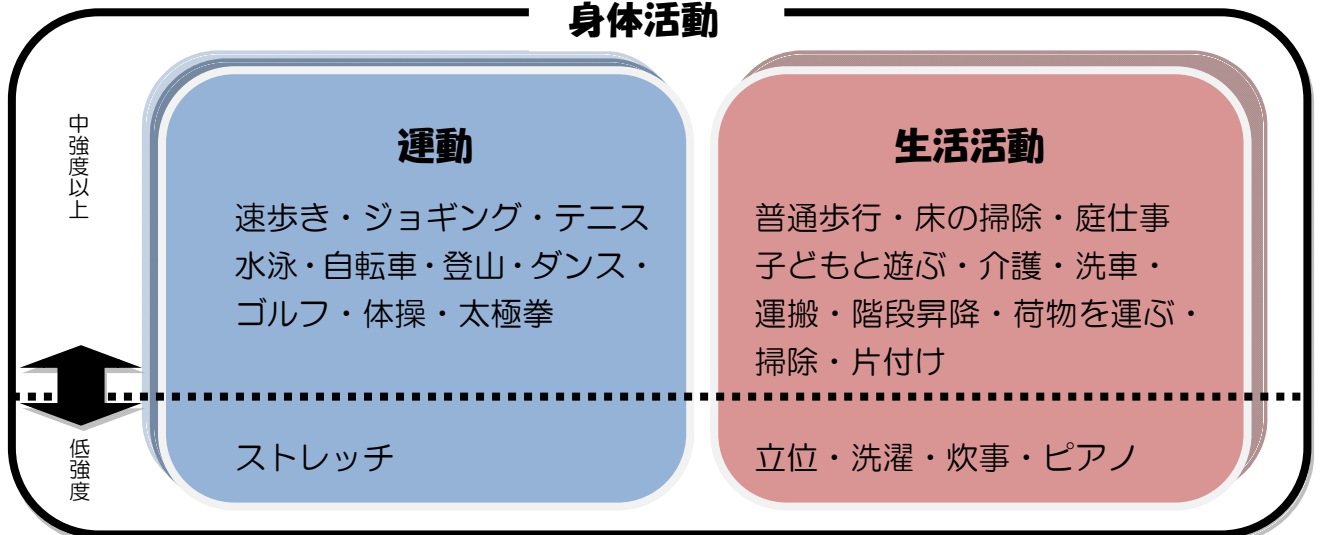 身体活動
中強度以上
運動
速歩き・ジョギング・テニス
水泳・自転車・登山・ダンス・
ゴルフ・体操・太極拳
生活活動
普通歩行・床の掃除・庭仕事
子どもと遊ぶ・介護・洗車・
運搬・階段昇降・荷物を運ぶ・
掃除・片付け
低強度
ストレッチ
立位・洗濯・炊事・ピアノ